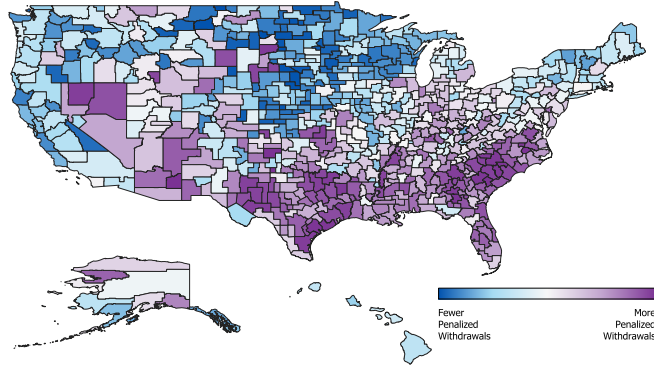 Fewer
Penalized
Withdrawals
More
Penalized
Withdrawals